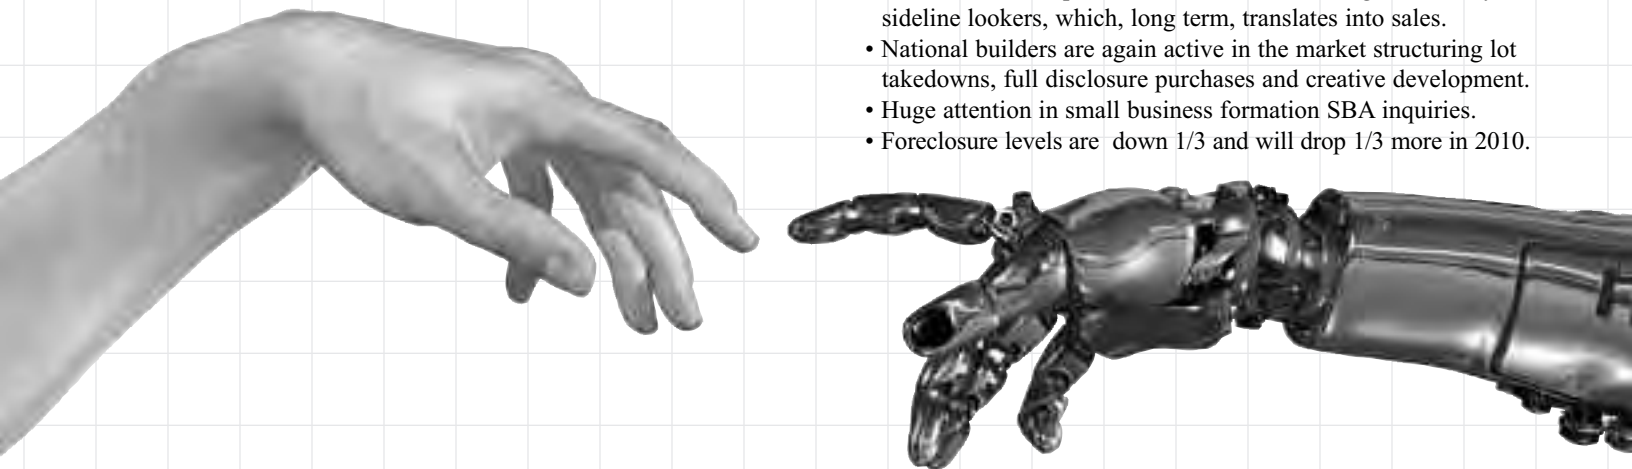 sideline lookers, which, long term, translates into sales.
• National builders are again active in the market structuring lot
takedowns, full disclosure purchases and creative development.
• Huge attention in small business formation SBA inquiries.
• Foreclosure levels are  down 1/3 and will drop 1/3 more in 2010.